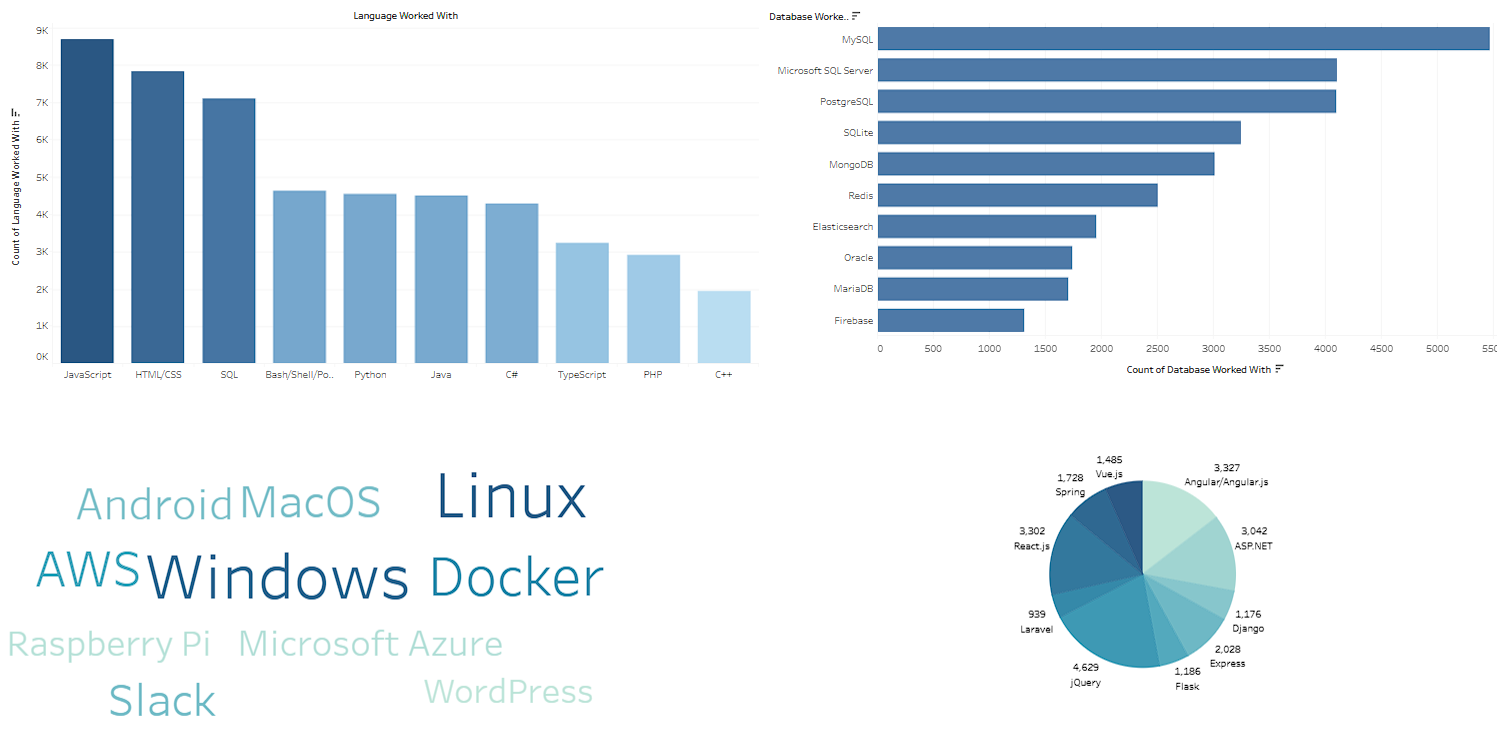 Language Worked With
Count of Language Worked With
9K
8K
7K
6K
5K
4K
3K
2K
1K
0K
JavaScript HTML/CSS SQL Bash/Shell/Po.. Python Java C# TypeScript PHP C++
Database Worke..
MySQL
Microsoft SQL Server
PostgreSQL
SQLite
MongoDB
Redis
Elasticsearch
Oracle
MariaDB
Firebase
0 500 1000 1500 2000 2500 3000 3500 4000 4500 5000 550
Count of Database Worked With
Android MacOS Linux
AWS Windows Docker
Raspberry Pi Microsoft Azure
Slack WordPress
1,485
Vue.js
3,327
Angular/Angular.js
1,728
Spring
3,302
React.js
3,042
ASP.NET
939
Laravel
1,176
Django
2,028
Express
4,629
jQuery
1,186
Flask